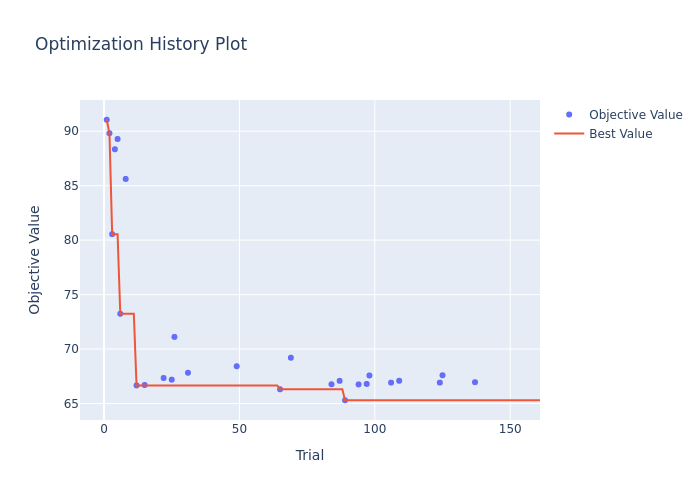 Optimization History Plot
Objective Value
Best Value
90
85
80
75
70
65
Objective Value
0 50 100 150
Trial